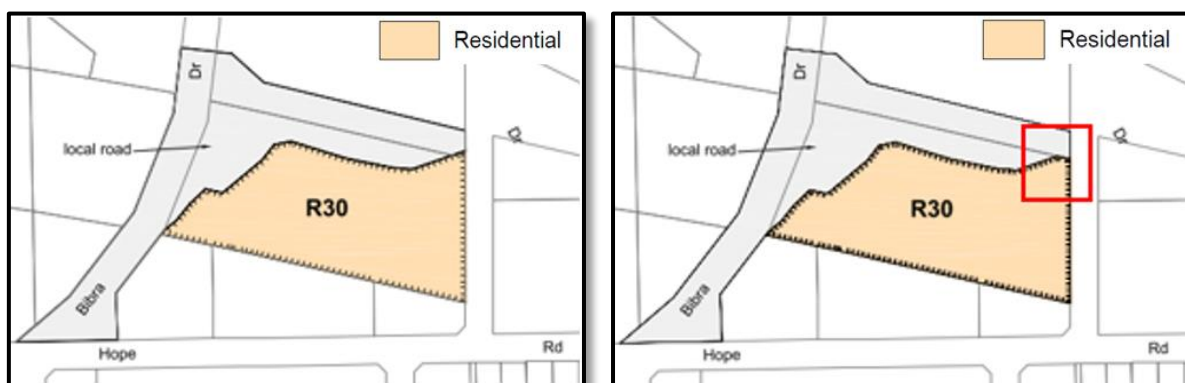 Residential
Dr
local road
R30
Dr
Bibra
Hope
Rd
Residential
Dr
local road
R30
Dr
Bibra
Hope
Rd